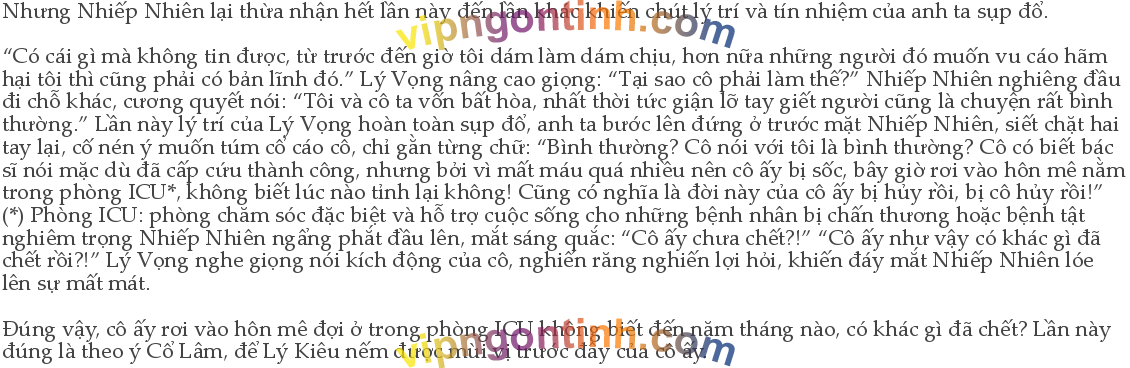 Nhưng Nhiếp Nhiên lại thừa nhận hết lần này đến lần khác khiến chút lý trí và tín nhiệm của anh ta sụp đổ.
vipngontinh.com
“Có cái gì mà không tin được, từ trước đến giờ tôi dám làm dám chịu, hơn nữa những người đó muốn vu cáo hãm
hại tôi thì cũng phải có bản lĩnh đó.” Lý Vọng nâng cao giọng: “Tại sao cô phải làm thế?” Nhiếp Nhiên nghiêng đầu
đi chỗ khác, cương quyết nói: “Tôi và cô ta vốn bất hòa, nhất thời tức giận lỡ tay giết người cũng là chuyện rất bình
thường.” Lần này lý trí của Lý Vọng hoàn toàn sụp đổ, anh ta bước lên đứng ở trước mặt Nhiếp Nhiên, siết chặt hai
tay lại, cố nén ý muốn túm cổ cáo cô, chỉ gằn từng chữ: “Bình thường? Cô nói với tôi là bình thường? Cô có biết bác
sĩ nói mặc dù đã cấp cứu thành công, nhưng bởi vì mất máu quá nhiều nên cô ấy bị sốc, bây giờ rơi vào hôn mê nằm
trong phòng ICU*, không biết lúc nào tỉnh lại không! Cũng có nghĩa là đời này của cô ấy bị hủy rồi, bị cô hủy rồi!”
(*) Phòng ICU: phòng chăm sóc đặc biệt và hỗ trợ cuộc sống cho những bệnh nhân bị chấn thương hoặc bệnh tật
nghiêm trọng Nhiếp Nhiên ngẩng phắt đầu lên, mắt sáng quắc: “Cô ấy chưa chết?!” “Cô ấy như vậy có khác gì đã
chết rồi?!” Lý Vọng nghe giọng nói kích động của cô, nghiến răng nghiến lợi hỏi, khiến đáy mắt Nhiếp Nhiên lóe
lên sự mất mát.
Đúng vậy, cô ấy rơi vào hôn mê đợi ở trong phòng ICU không biết đến năm tháng nào, có khác gì đã chết? Lần này
đúng là theo ý Cổ Lâm, để Lý Kiêu nếm được mùi vị trước đây của cô ấy.
vipngontinh.com